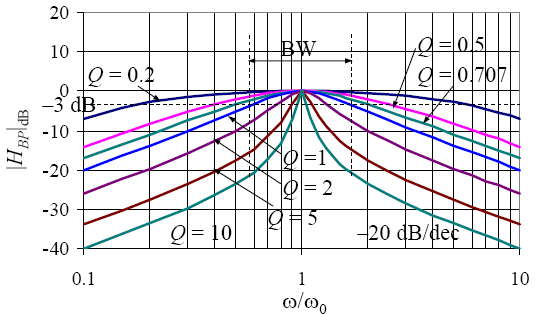 20
10
BW
Q = 0.5
Q = 0.2
Q = 0.707
0
–3 dB
|H_BP|_dB
-10
Q =1
-20
Q = 2
-30
Q = 5
Q = 10
–20 dB/dec
-40
0.1
1
10
ω/ω₀